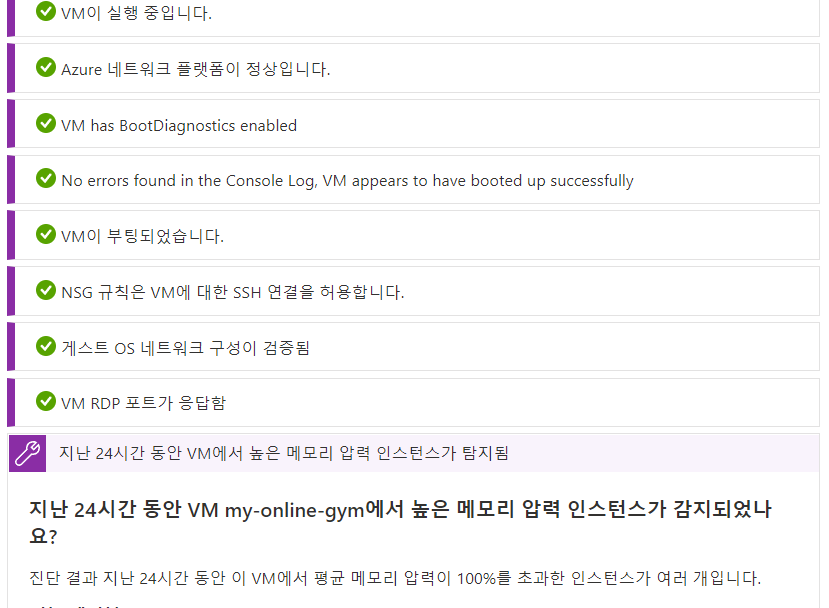 VM이 실행 중입니다.
Azure 네트워크 플랫폼이 정상입니다.
VM has BootDiagnostics enabled
No errors found in the Console Log, VM appears to have booted up successfully
VM이 부팅되었습니다.
NSG 규칙은 VM에 대한 SSH 연결을 허용합니다.
게스트 OS 네트워크 구성이 검증됨
VM RDP 포트가 응답함
지난 24시간 동안 VM에서 높은 메모리 압력 인스턴스가 탐지됨
지난 24시간 동안 VM my-online-gym에서 높은 메모리 압력 인스턴스가 감지되었나
요?
진단 결과 지난 24시간 동안 이 VM에서 평균 메모리 압력이 100%를 초과한 인스턴스가 여러 개입니다.